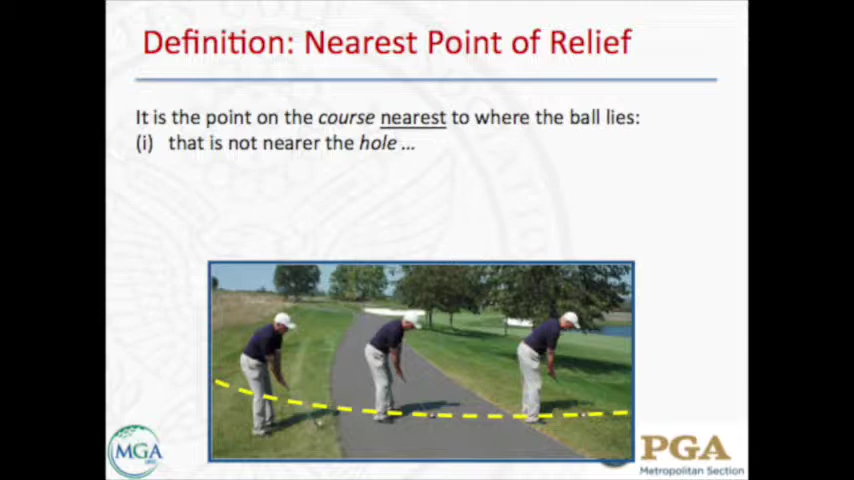 Definition: Nearest Point of Relief
It is the point on the course nearest to where the ball lies:
(i) that is not nearer the hole ...
MGA
PGA
Metropolitan Section